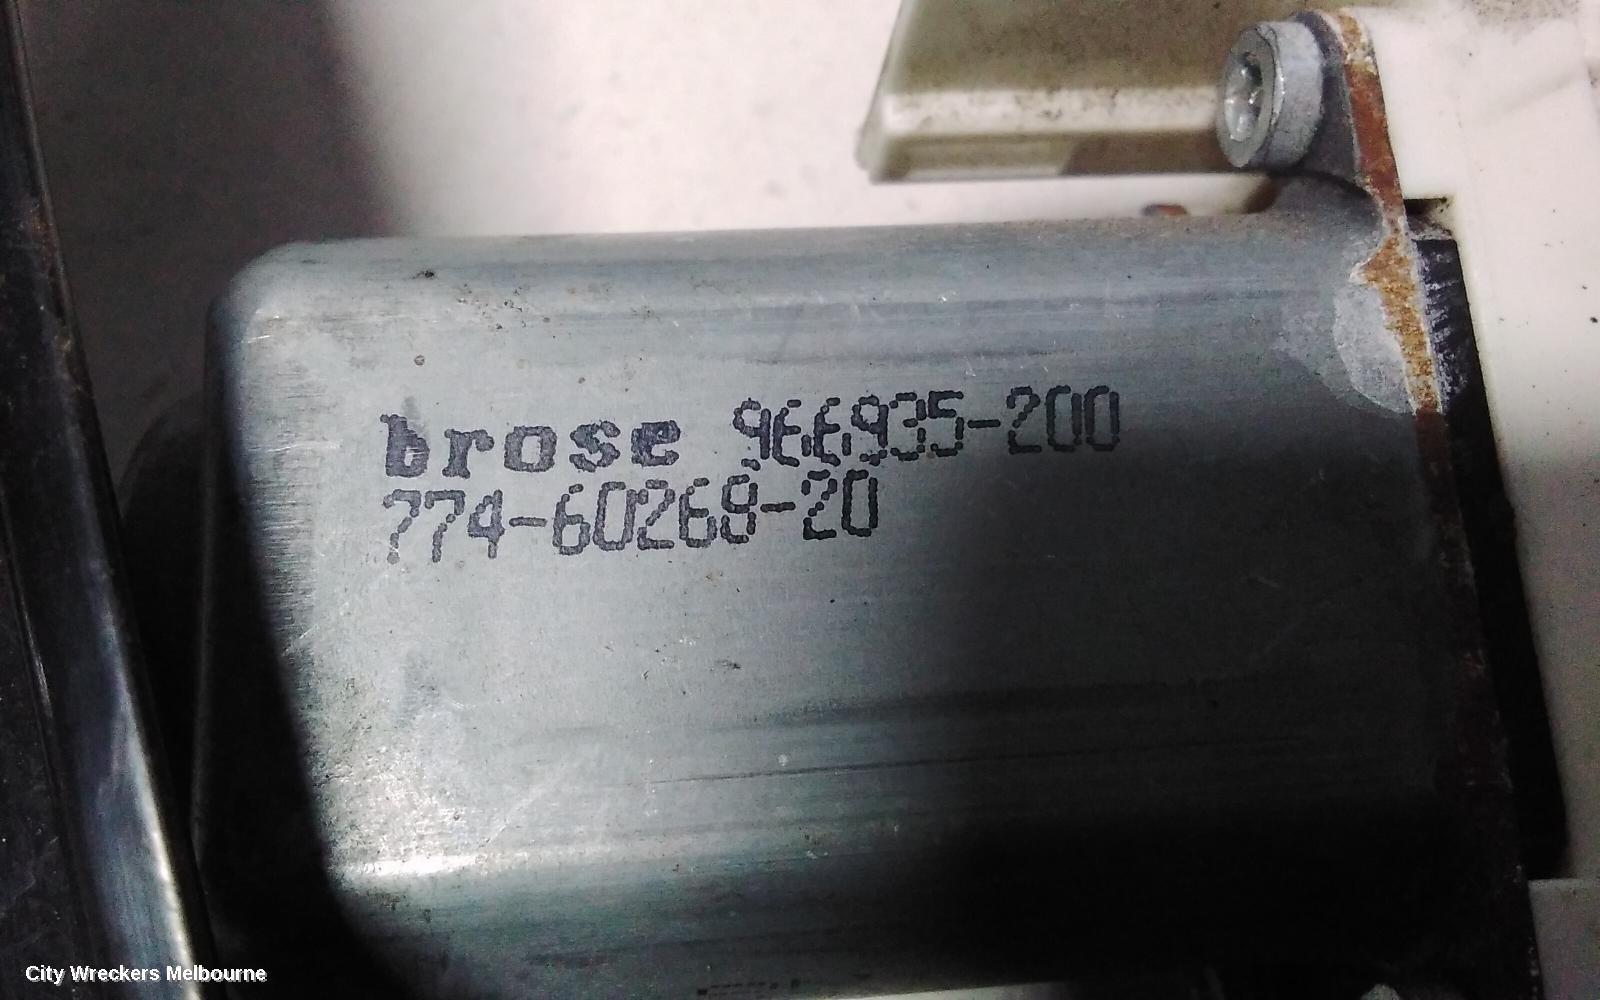 brose 966935-200
774-60268-20
City Wreckers Melbourne